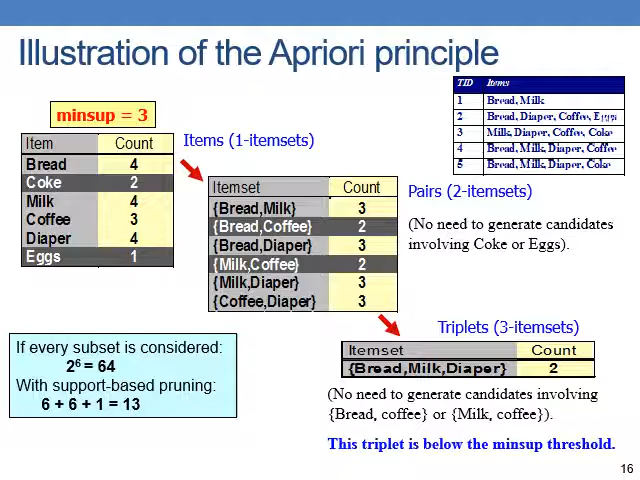 Illustration of the Apriori principle
TID Items
1 Bread, Milk
2 Bread, Diaper, Coffee, Eggs
3 Milk, Diaper, Coffee, Coke
4 Bread, Milk, Diaper, Coffee
5 Bread, Milk, Diaper, Coke
minsup = 3
Item Count
Bread 4
Coke 2
Milk 4
Coffee 3
Diaper 4
Eggs 1
Items (1-itemsets)
Itemset Count
{Bread,Milk} 3
{Bread,Coffee} 2
{Bread,Diaper} 3
{Milk,Coffee} 2
{Milk,Diaper} 3
{Coffee,Diaper} 3
Pairs (2-itemsets)
(No need to generate candidates
involving Coke or Eggs).
Triplets (3-itemsets)
Itemset Count
{Bread,Milk,Diaper} 2
If every subset is considered:
2⁶ = 64
With support-based pruning:
6 + 6 + 1 = 13
(No need to generate candidates involving
{Bread, coffee} or {Milk, coffee}).
This triplet is below the minsup threshold.
16